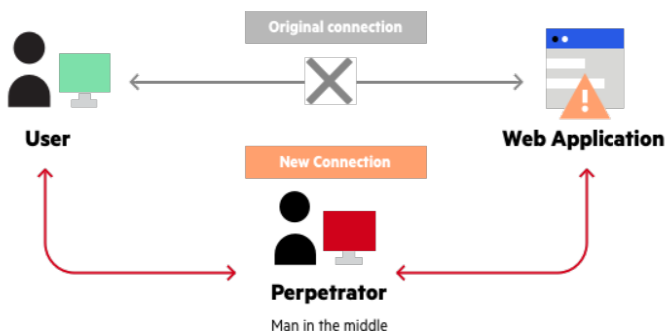 Original connection
User
Web Application
New Connection
Perpetrator
Man in the middle